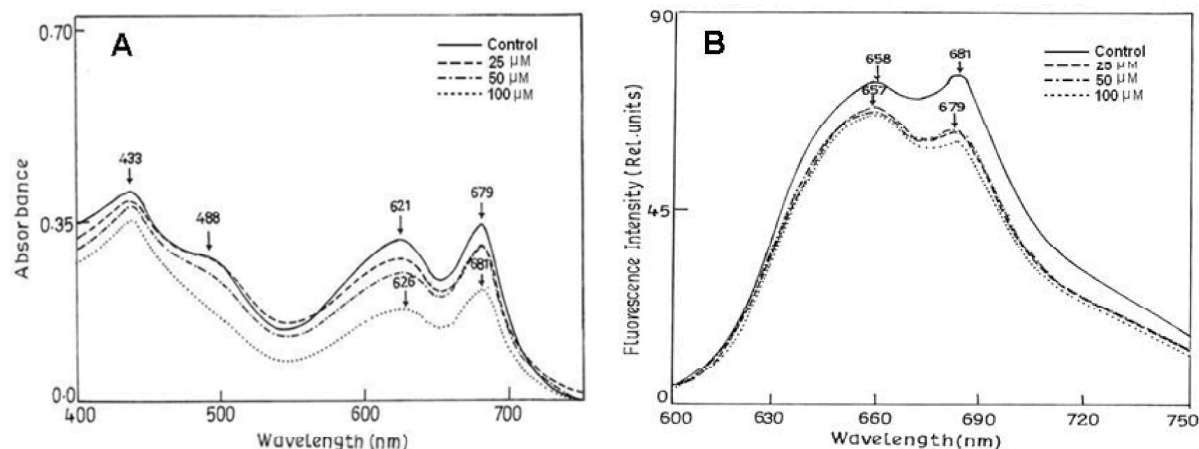 A
0.70
0.35
0.0
Absorbance
Control
25 μM
50 μM
100 μM
433
488
621
679
626
681
400
500
600
700
Wavelength (nm)
B
90
45
0
Fluorescence Intensity (Rel. units)
Control
25 μM
50 μM
100 μM
658
681
657
679
600
630
660
690
720
750
Wavelength (nm)